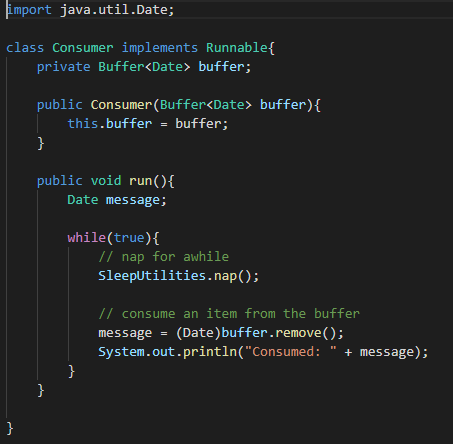 import java.util.Date;
class Consumer implements Runnable{
private Buffer<Date> buffer;
public Consumer(Buffer<Date> buffer){
this.buffer = buffer;
}
public void run(){
Date message;
while(true){
// nap for awhile
SleepUtilities.nap();
// consume an item from the buffer
message = (Date)buffer.remove();
System.out.println("Consumed: " + message);
}
}
}